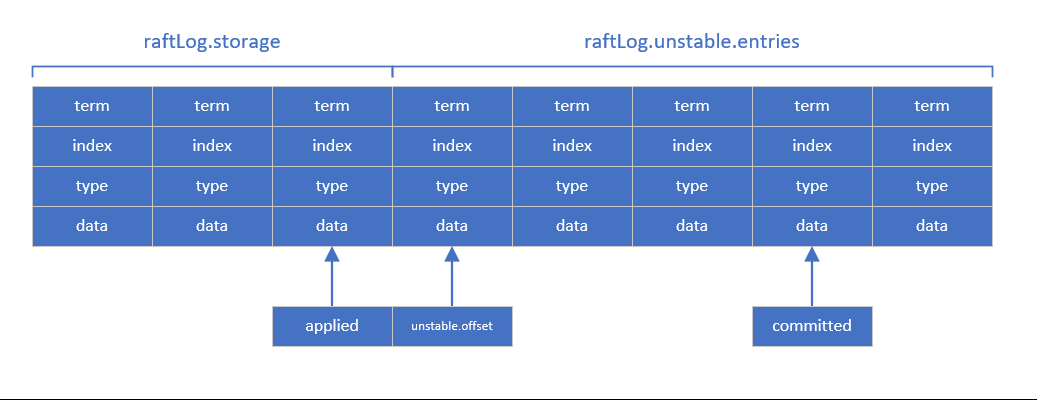 raftLog.storage raftLog.unstable.entries
term term term term term term term term
index index index index index index index index
type type type type type type type type
data data data data data data data data
applied unstable.offset committed